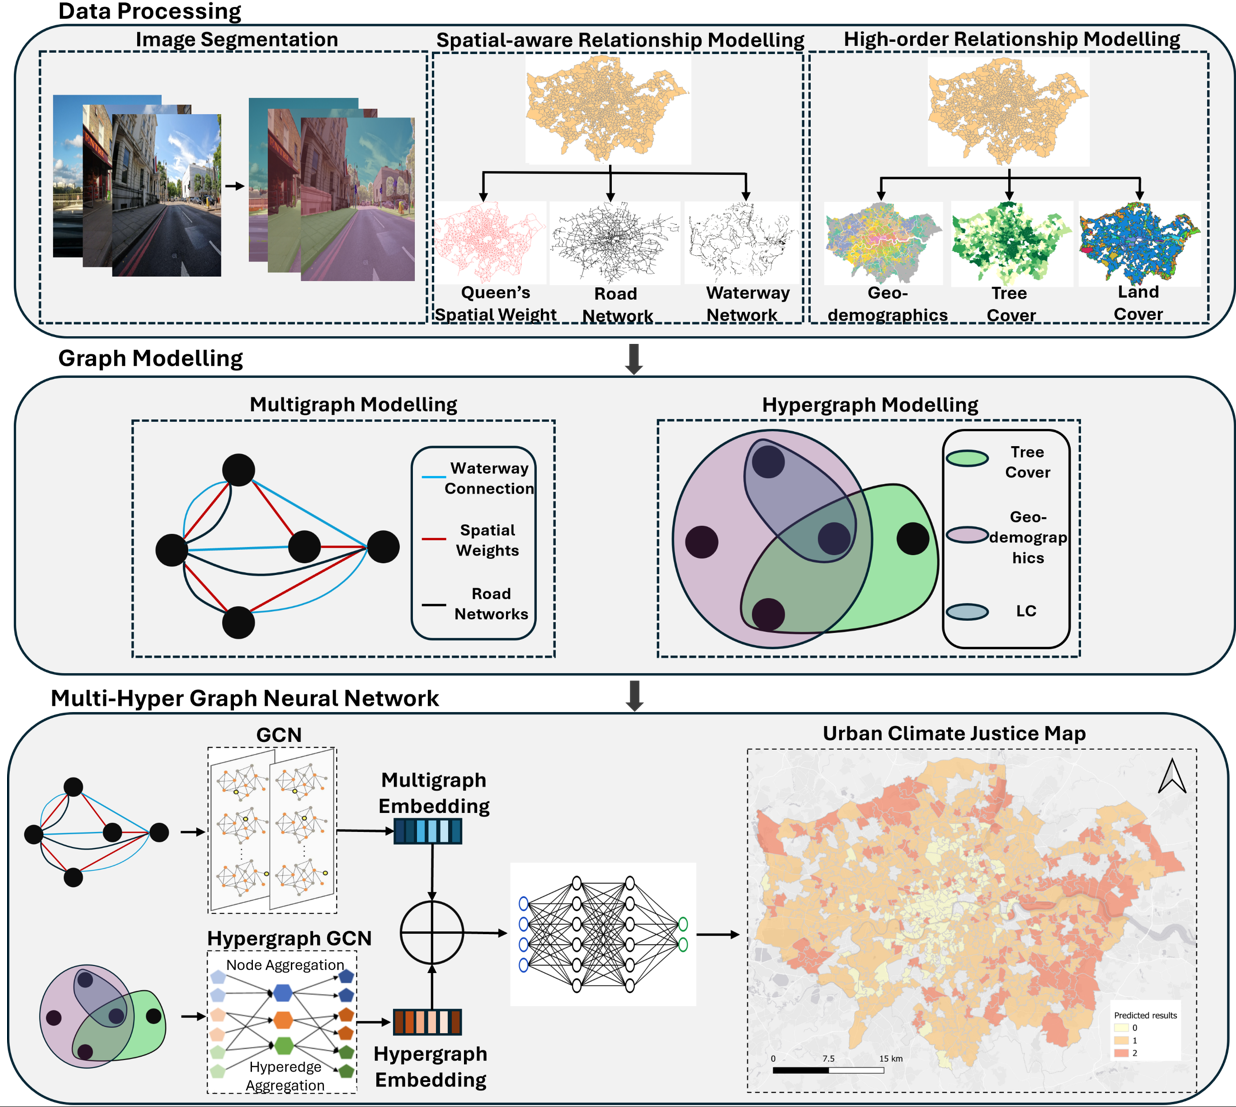 Data Processing
Image Segmentation
Spatial-aware Relationship Modelling
High-order Relationship Modelling
Queen's
Spatial Weight
Road
Network
Waterway
Network
Geo-
demographics
Tree
Cover
Land
Cover
Graph Modelling
Multigraph Modelling
Waterway
Connection
Spatial
Weights
Road
Networks
Hypergraph Modelling
Tree
Cover
Geo-
demograp
hics
LC
Multi-Hyper Graph Neural Network
GCN
Multigraph
Embedding
Hypergraph GCN
Node Aggregation
Hyperedge
Aggregation
Hypergraph
Embedding
Urban Climate Justice Map
Predicted results
0
1
2
0 7.5 15 km